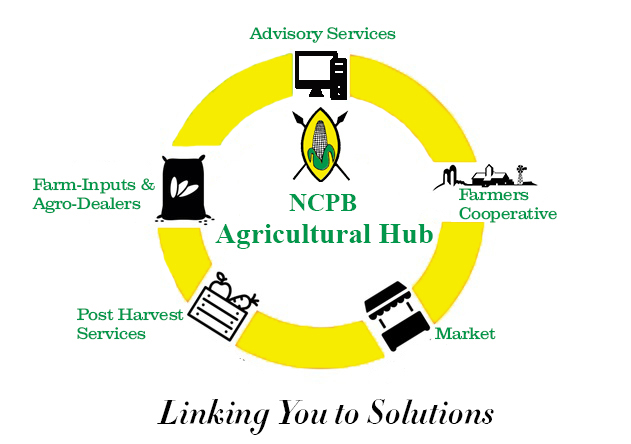 Advisory Services
Farm-Inputs &
Agro-Dealers
NCPB
Agricultural Hub
Farmers
Cooperative
Post Harvest
Services
Market
Linking You to Solutions